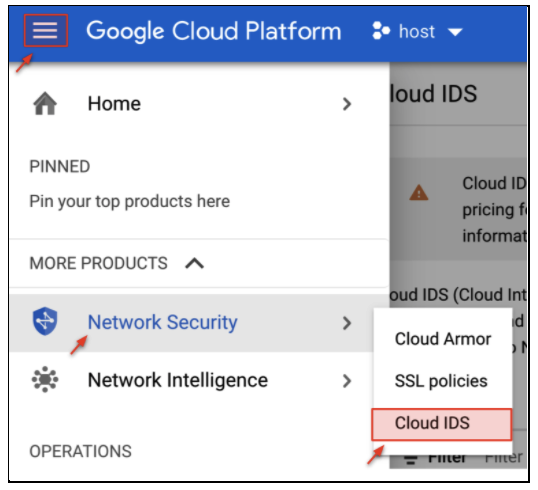 Google Cloud Platform host
Home
loud IDS
PINNED
Pin your top products here
Cloud ID
pricing f
informat
MORE PRODUCTS
oud IDS (Cloud Int
Network Security
Cloud Armor
Network Intelligence
SSL policies
Cloud IDS
OPERATIONS
Filter Filter